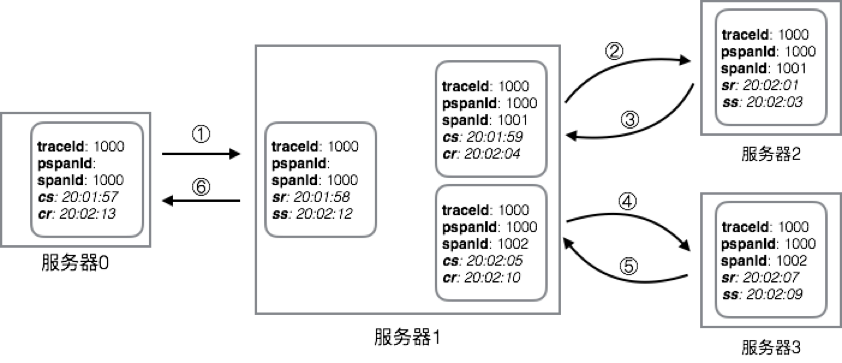 traceId: 1000
pspanId:
spanId: 1000
cs: 20:01:57
cr: 20:02:13
服务器0
①
⑥
traceId: 1000
pspanId:
spanId: 1000
sr: 20:01:58
ss: 20:02:12
traceId: 1000
pspanId: 1000
spanId: 1001
cs: 20:01:59
cr: 20:02:04
traceId: 1000
pspanId: 1000
spanId: 1002
cs: 20:02:05
cr: 20:02:10
服务器1
②
③
traceId: 1000
pspanId: 1000
spanId: 1001
sr: 20:02:01
ss: 20:02:03
服务器2
④
⑤
traceId: 1000
pspanId: 1000
spanId: 1002
sr: 20:02:07
ss: 20:02:09
服务器3